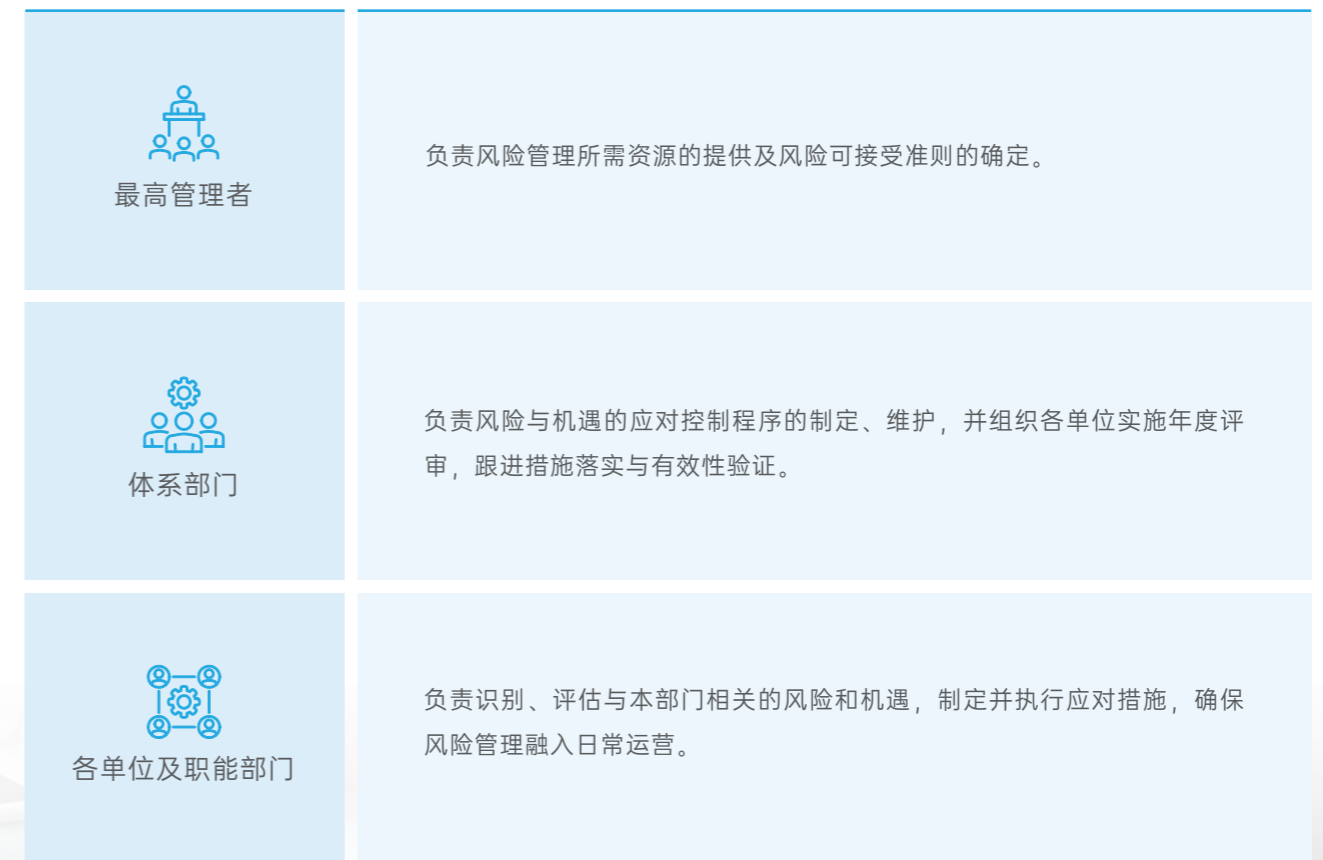 最高管理者
负责风险管理所需资源的提供及风险可接受准则的确定。
体系部门
负责风险与机遇的应对控制程序的制定、维护，并组织各单位实施年度评
审，跟进措施落实与有效性验证。
各单位及职能部门
负责识别、评估与本部门相关的风险和机遇，制定并执行应对措施，确保
风险管理融入日常运营。